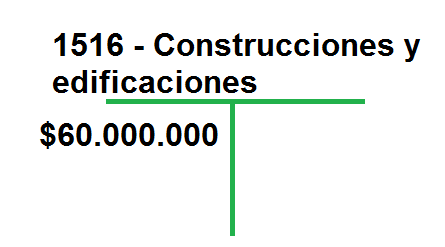 1516 - Construcciones y
edificaciones
$60.000.000